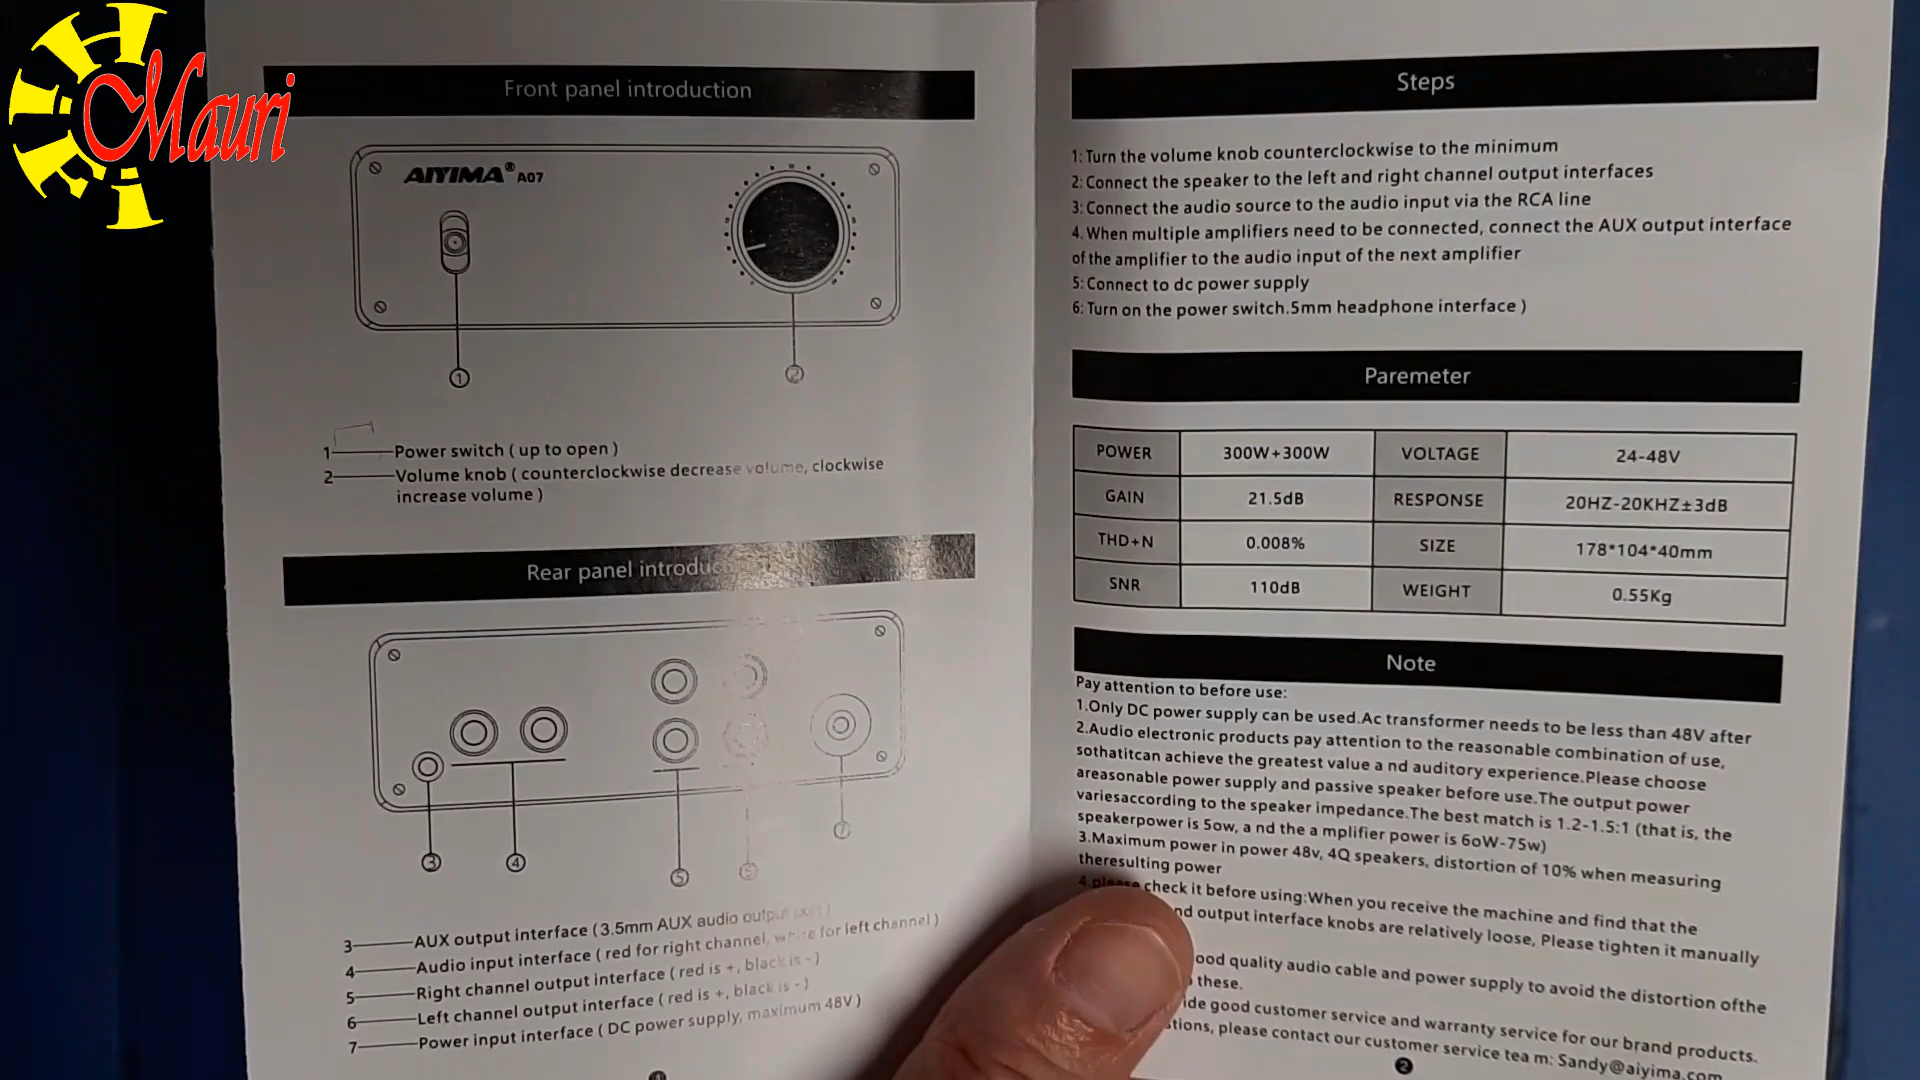 Mauri
Front panel introduction
AIYIMA® A07
1
2
1 Power switch ( up to open )
2 Volume knob ( counterclockwise decrease volume, clockwise
increase volume )
Rear panel introduc
3
4
5
5
7
3 AUX output interface ( 3.5mm AUX audio output port )
4 Audio input interface ( red for right channel, white for left channel )
5 Right channel output interface ( red is +, black is - )
6 Left channel output interface ( red is +, black is - )
7 Power input interface ( DC power supply, maximum 48V )
Steps
1: Turn the volume knob counterclockwise to the minimum
2: Connect the speaker to the left and right channel output interfaces
3: Connect the audio source to the audio input via the RCA line
4. When multiple amplifiers need to be connected, connect the AUX output interface
of the amplifier to the audio input of the next amplifier
5: Connect to dc power supply
6: Turn on the power switch.5mm headphone interface )
Paremeter
POWER 300W+300W VOLTAGE 24-48V
GAIN 21.5dB RESPONSE 20HZ-20KHZ±3dB
THD+N 0.008% SIZE 178*104*40mm
SNR 110dB WEIGHT 0.55Kg
Note
Pay attention to before use:
1.Only DC power supply can be used.Ac transformer needs to be less than 48V after
2.Audio electronic products pay attention to the reasonable combination of use,
sothatitcan achieve the greatest value a nd auditory experience.Please choose
areasonable power supply and passive speaker before use.The output power
variesaccording to the speaker impedance.The best match is 1.2-1.5:1 (that is, the
speakerpower is 5ow, a nd the a mplifier power is 6oW-75w)
3.Maximum power in power 48v, 4Q speakers, distortion of 10% when measuring
theresulting power
4.please check it before using:When you receive the machine and find that the
nd output interface knobs are relatively loose, Please tighten it manually
ood quality audio cable and power supply to avoid the distortion ofthe
these.
ide good customer service and warranty service for our brand products.
stions, please contact our customer service tea m: Sandy@aiyima.com
2